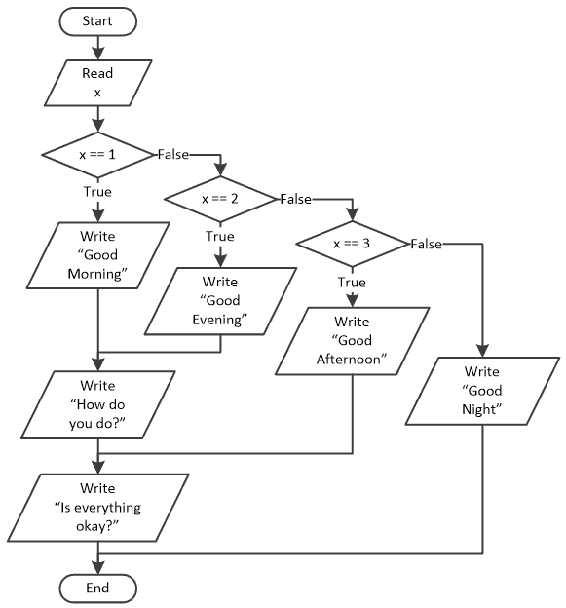 Start
Read
x
x == 1
False
True
x == 2
False
True
x == 3
False
True
Write
“Good
Morning”
Write
“Good
Evening”
Write
“Good
Afternoon”
Write
“Good
Night”
Write
“How do
you do?”
Write
“Is everything
okay?”
End